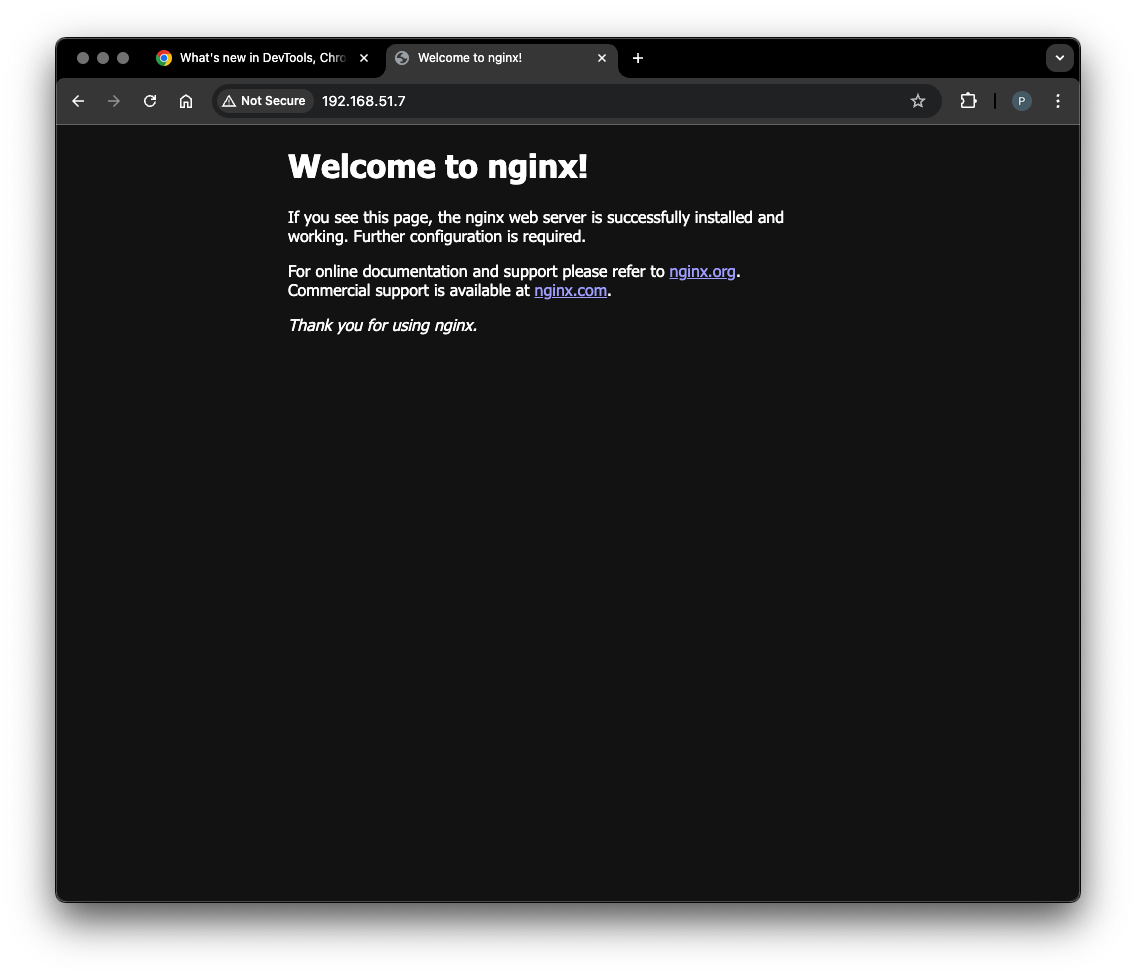 What's new in DevTools, Chro
Welcome to nginx!
Not Secure
192.168.51.7
P
Welcome to nginx!
If you see this page, the nginx web server is successfully installed and
working. Further configuration is required.
For online documentation and support please refer to nginx.org.
Commercial support is available at nginx.com.
Thank you for using nginx.